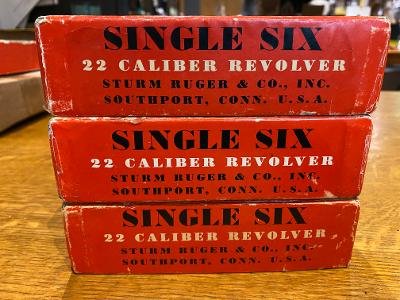 SINGLE SIX
22 CALIBER REVOLVER
STURM RUGER & CO., INC.
SOUTHPORT, CONN. U.S.A.
SINGLE SIX
22 CALIBER REVOLVER
STURM RUGER & CO., INC.
SOUTHPORT, CONN. U.S.A.
SINGLE SIX
22 CALIBER REVOLVER
STURM RUGER & CO., INC.
SOUTHPORT, CONN. U.S.A.